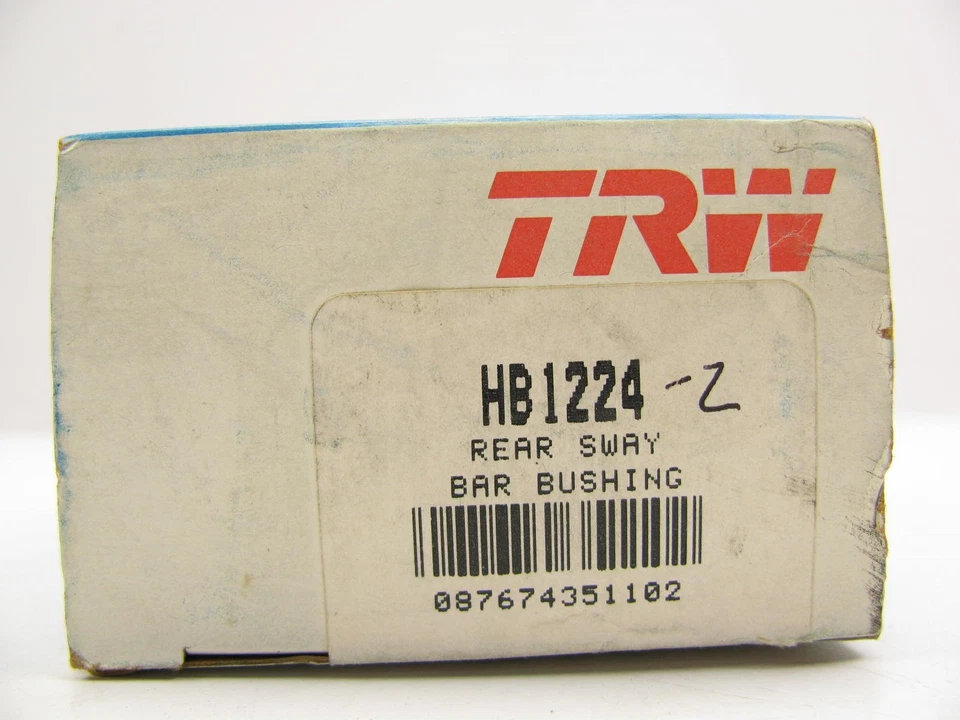 TRW
HB1224 -2
REAR SWAY
BAR BUSHING
087674351102